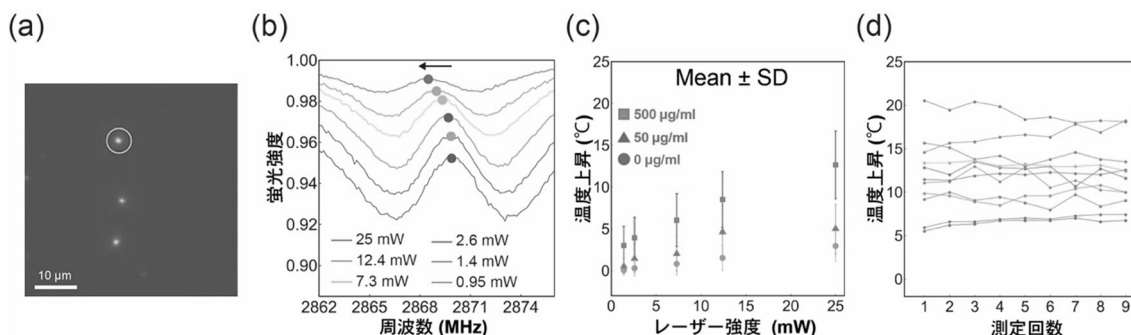 (a)
10 μm
(b)
蛍光強度
1.00
0.98
0.96
0.94
0.92
0.90
25 mW
12.4 mW
7.3 mW
2.6 mW
1.4 mW
0.95 mW
2862 2865 2868 2871 2874
周波数 (MHz)
(c)
温度上昇 (℃)
25
20
15
10
5
0
Mean ± SD
500 μg/ml
50 μg/ml
0 μg/ml
0 5 10 15 20 25
レーザー強度 (mW)
(d)
温度上昇 (℃)
25
20
15
10
5
0
1 2 3 4 5 6 7 8 9
測定回数